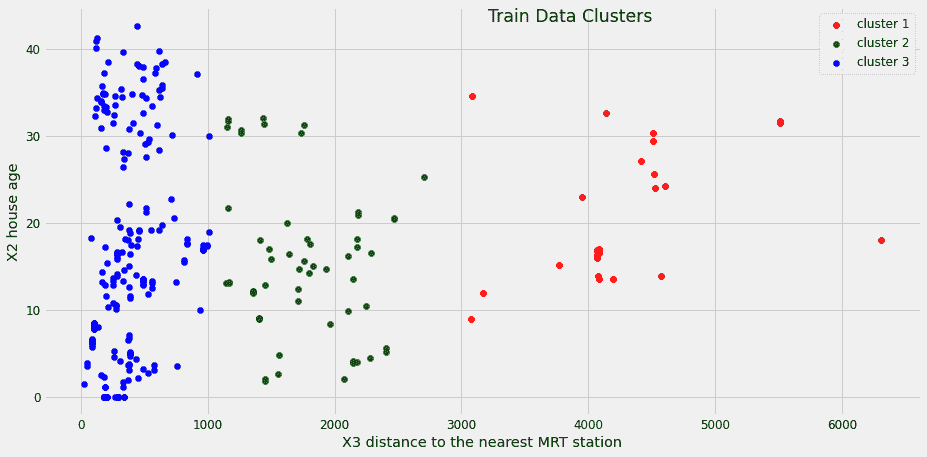 Train Data Clusters
cluster 1
cluster 2
cluster 3
X2 house age
40
30
20
10
0
0 1000 2000 3000 4000 5000 6000
X3 distance to the nearest MRT station